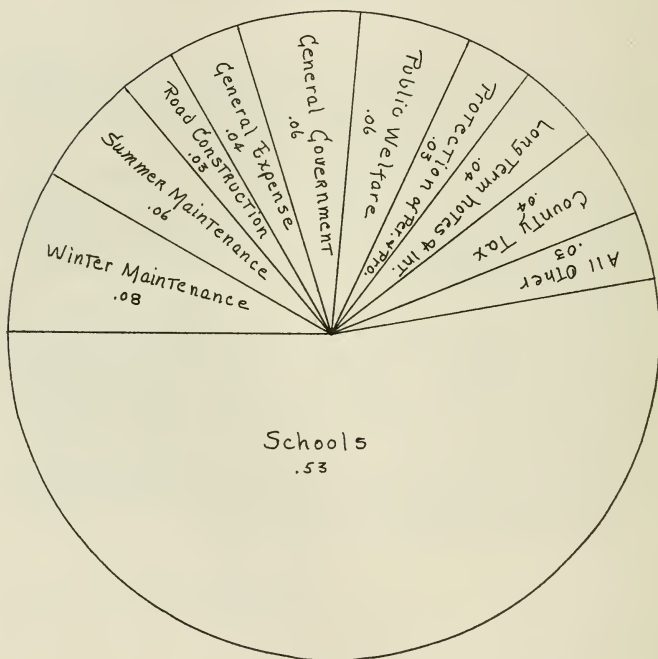 Winter Maintenance
.08
Summer Maintenance
.06
Road Construction
.03
General Expense
.04
General Government
.06
Public Welfare
.06
Protection of Per. & Pro.
.03
Long Term Notes & Int.
.04
County Tax
.04
All Other
.03
Schools
.53